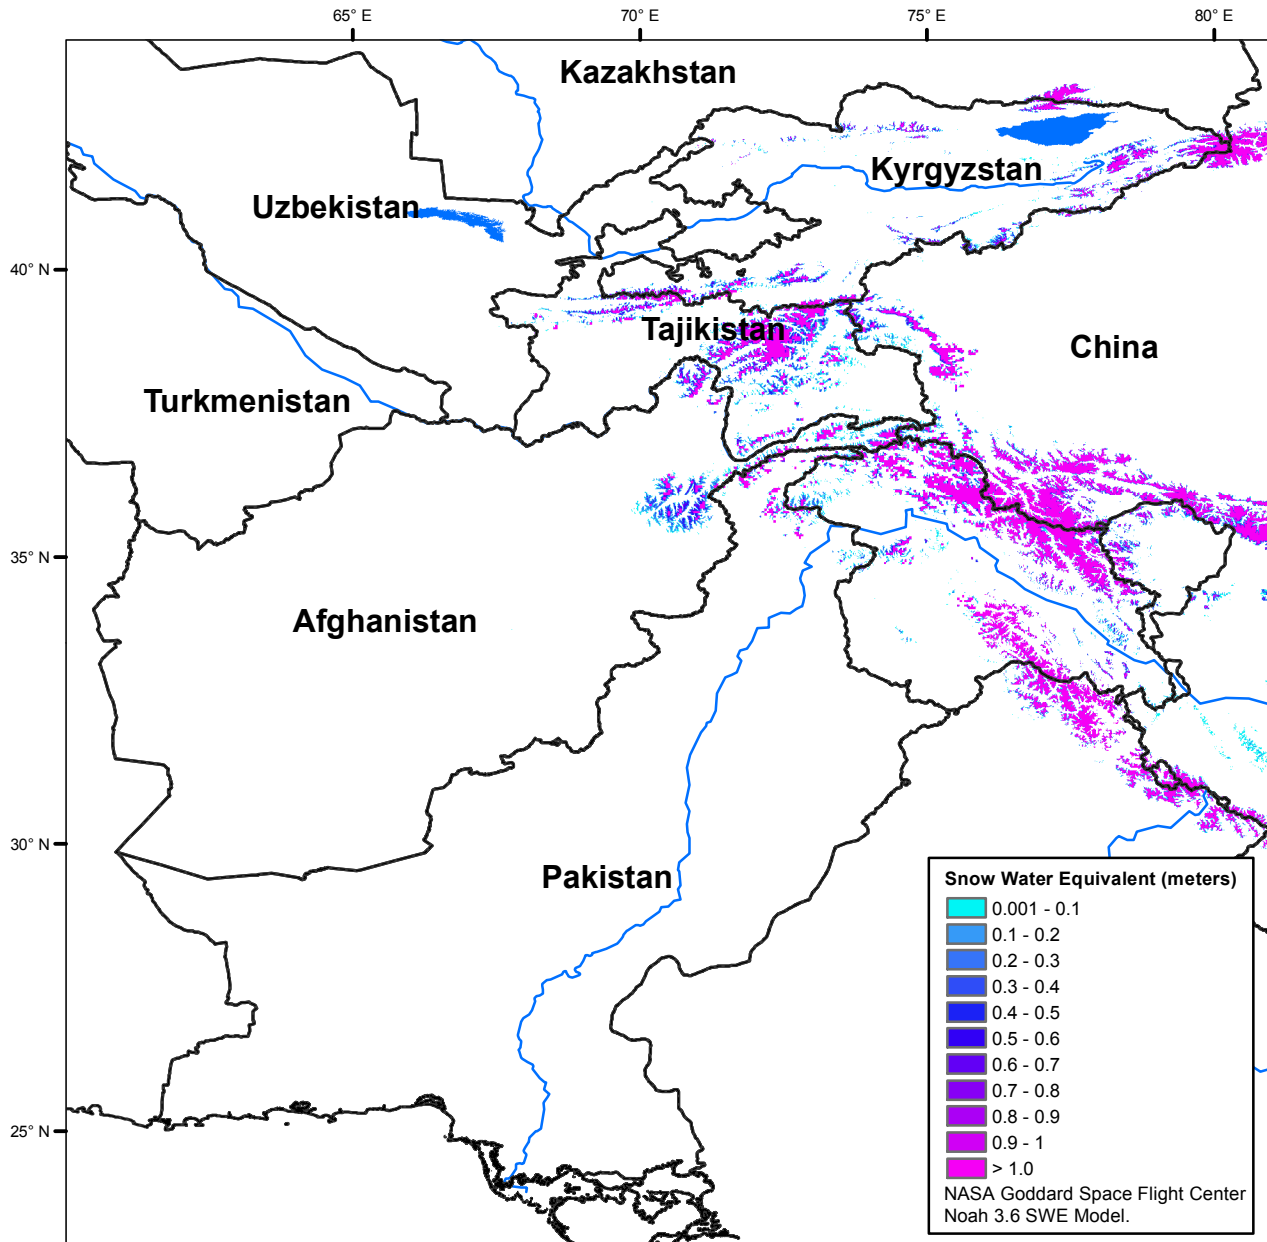 65° E
70° E
75° E
80° E
Kazakhstan
Kyrgyzstan
Uzbekistan
40° N
Tajikistan
China
Turkmenistan
35° N
Afghanistan
30° N
Pakistan
25° N
Snow Water Equivalent (meters)
0.001 - 0.1
0.1 - 0.2
0.2 - 0.3
0.3 - 0.4
0.4 - 0.5
0.5 - 0.6
0.6 - 0.7
0.7 - 0.8
0.8 - 0.9
0.9 - 1
> 1.0
NASA Goddard Space Flight Center
Noah 3.6 SWE Model.